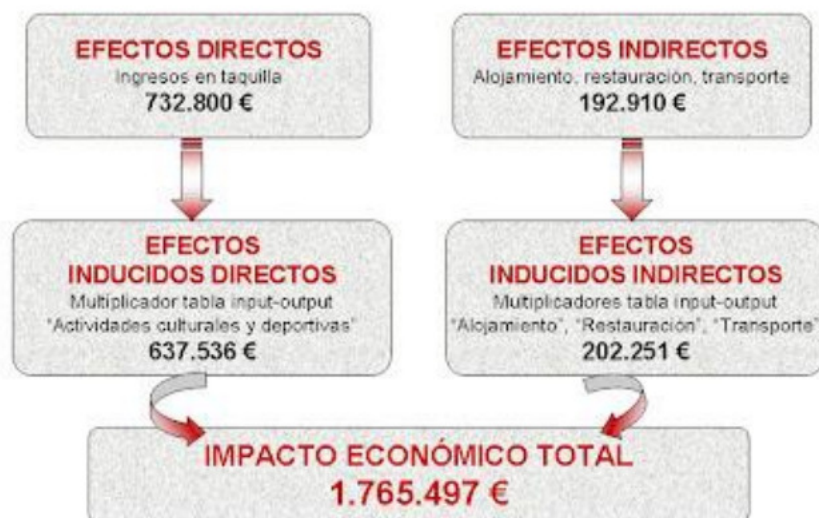 EFECTOS DIRECTOS
Ingresos en taquilla
732.800 €
EFECTOS INDIRECTOS
Alojamiento, restauración, transporte
192.910 €
EFECTOS
INDUCIDOS DIRECTOS
Multiplicador tabla input-output
"Actividades culturales y deportivas"
637.536 €
EFECTOS
INDUCIDOS INDIRECTOS
Multiplicadores tabla input-output
"Alojamiento", "Restauración", "Transporte"
202.251 €
IMPACTO ECONÓMICO TOTAL
1.765.497 €